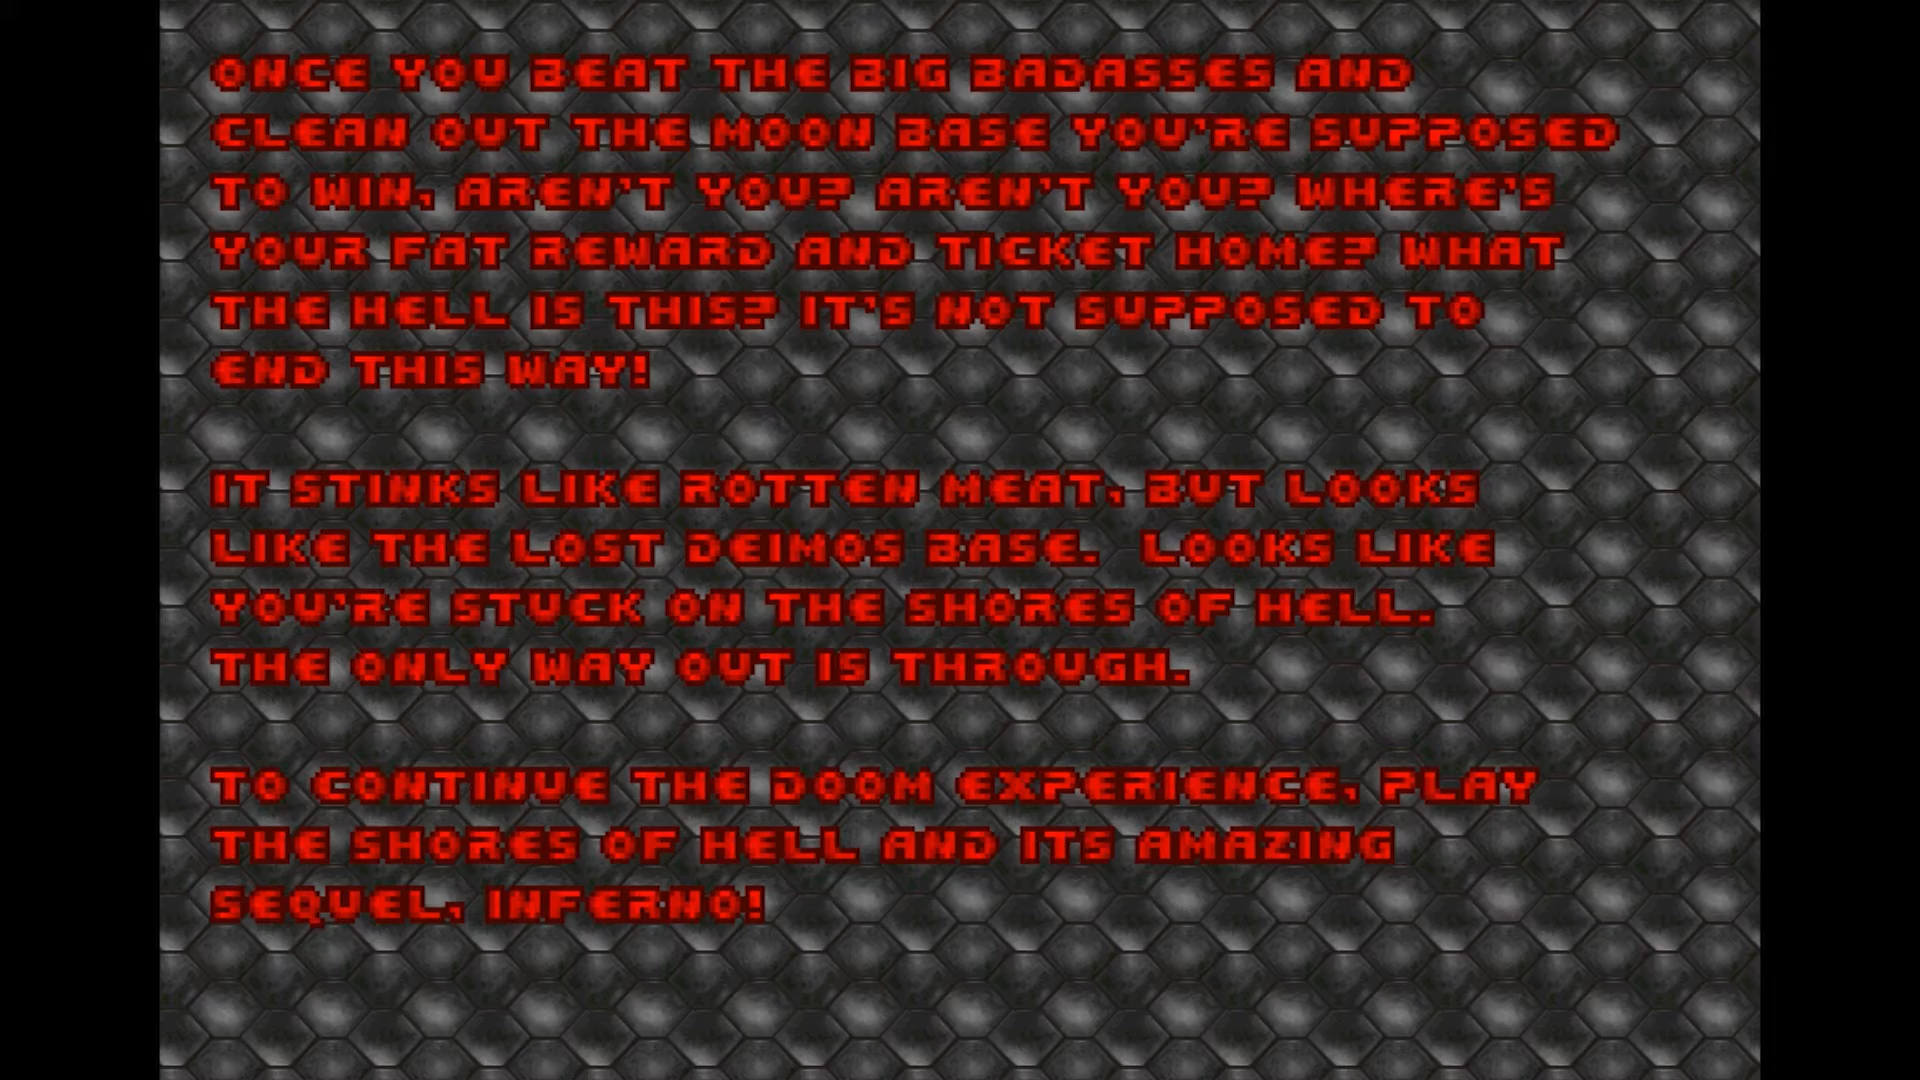 ONCE YOU BEAT THE BIG BADASSES AND
CLEAN OUT THE MOON BASE YOU'RE SUPPOSED
TO WIN, AREN'T YOU? AREN'T YOU? WHERE'S
YOUR FAT REWARD AND TICKET HOME? WHAT
THE HELL IS THIS? IT'S NOT SUPPOSED TO
END THIS WAY!

IT STINKS LIKE ROTTEN MEAT, BUT LOOKS
LIKE THE LOST DEIMOS BASE.  LOOKS LIKE
YOU'RE STUCK ON THE SHORES OF HELL.
THE ONLY WAY OUT IS THROUGH.

TO CONTINUE THE DOOM EXPERIENCE, PLAY
THE SHORES OF HELL AND ITS AMAZING
SEQUEL, INFERNO!